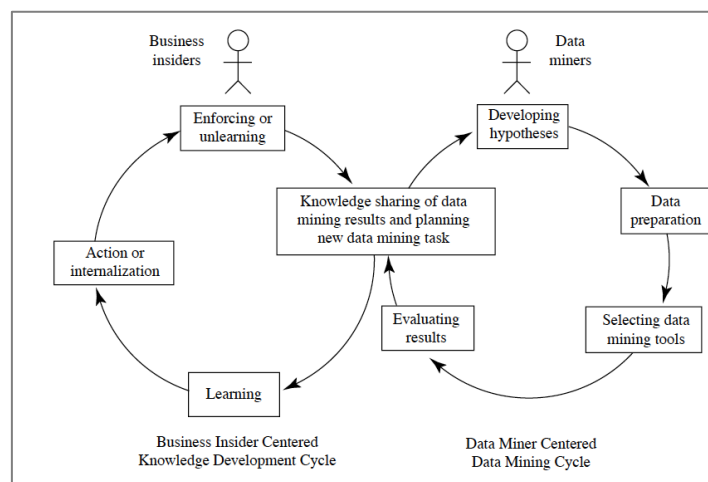 Business
insiders
Data
miners
Enforcing or
unlearning
Developing
hypotheses
Knowledge sharing of data
mining results and planning
new data mining task
Data
preparation
Action or
internalization
Evaluating
results
Selecting data
mining tools
Learning
Business Insider Centered
Knowledge Development Cycle
Data Miner Centered
Data Mining Cycle